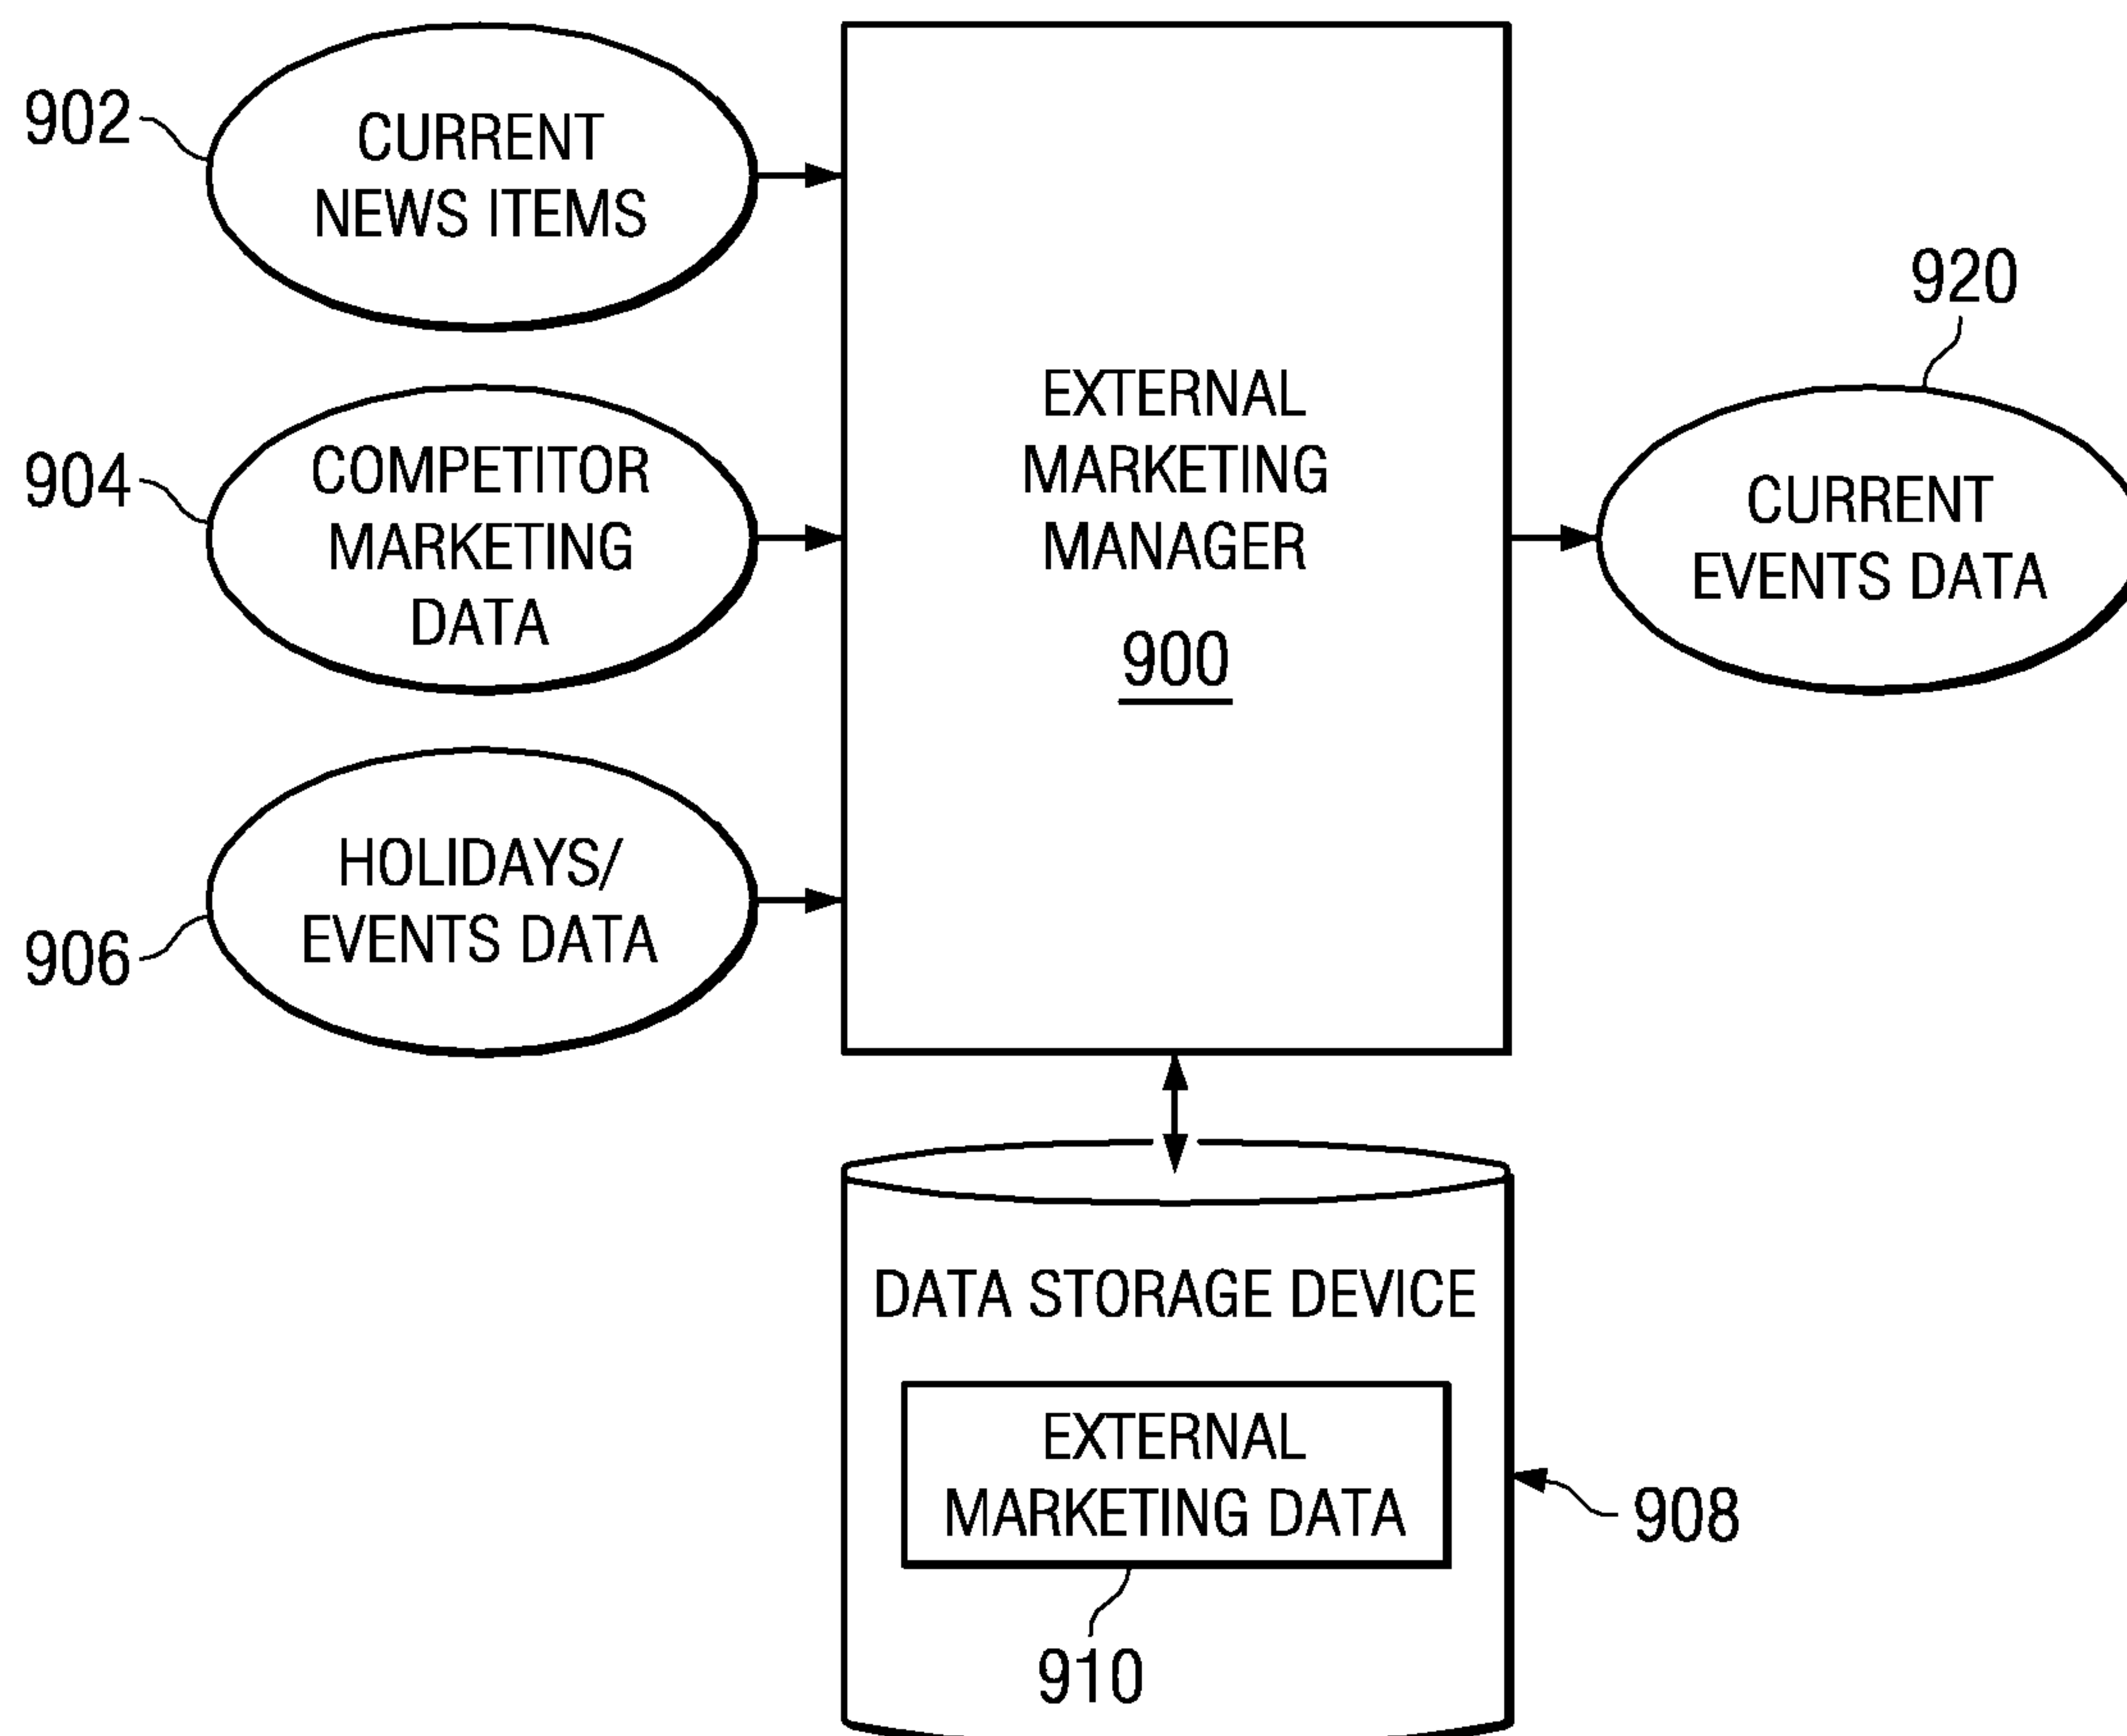 902
CURRENT
NEWS ITEMS
904
COMPETITOR
MARKETING
DATA
906
HOLIDAYS/
EVENTS DATA
EXTERNAL
MARKETING
MANAGER
900
920
CURRENT
EVENTS DATA
DATA STORAGE DEVICE
EXTERNAL
MARKETING DATA
908
910